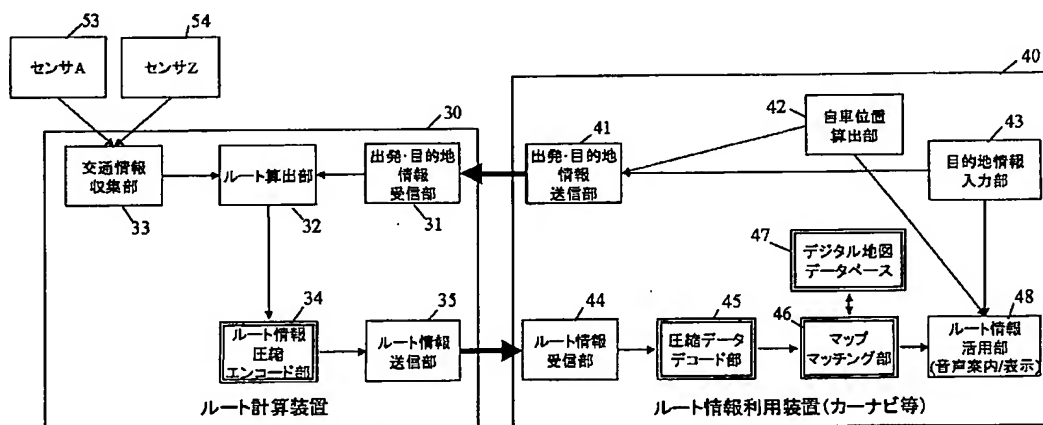 53
54
センサA
センサZ
30
40
交通情報
収集部
33
ルート算出部
32
出発・目的地
情報
受信部
31
41
出発・目的地
情報
送信部
42
自車位置
算出部
43
目的地情報
入力部
47
デジタル地図
データベース
34
ルート情報
圧縮
エンコード部
35
ルート情報
送信部
44
ルート情報
受信部
45
圧縮データ
デコード部
46
マップ
マッチング部
48
ルート情報
活用部
(音声案内/表示)
ルート計算装置
ルート情報利用装置(カーナビ等)